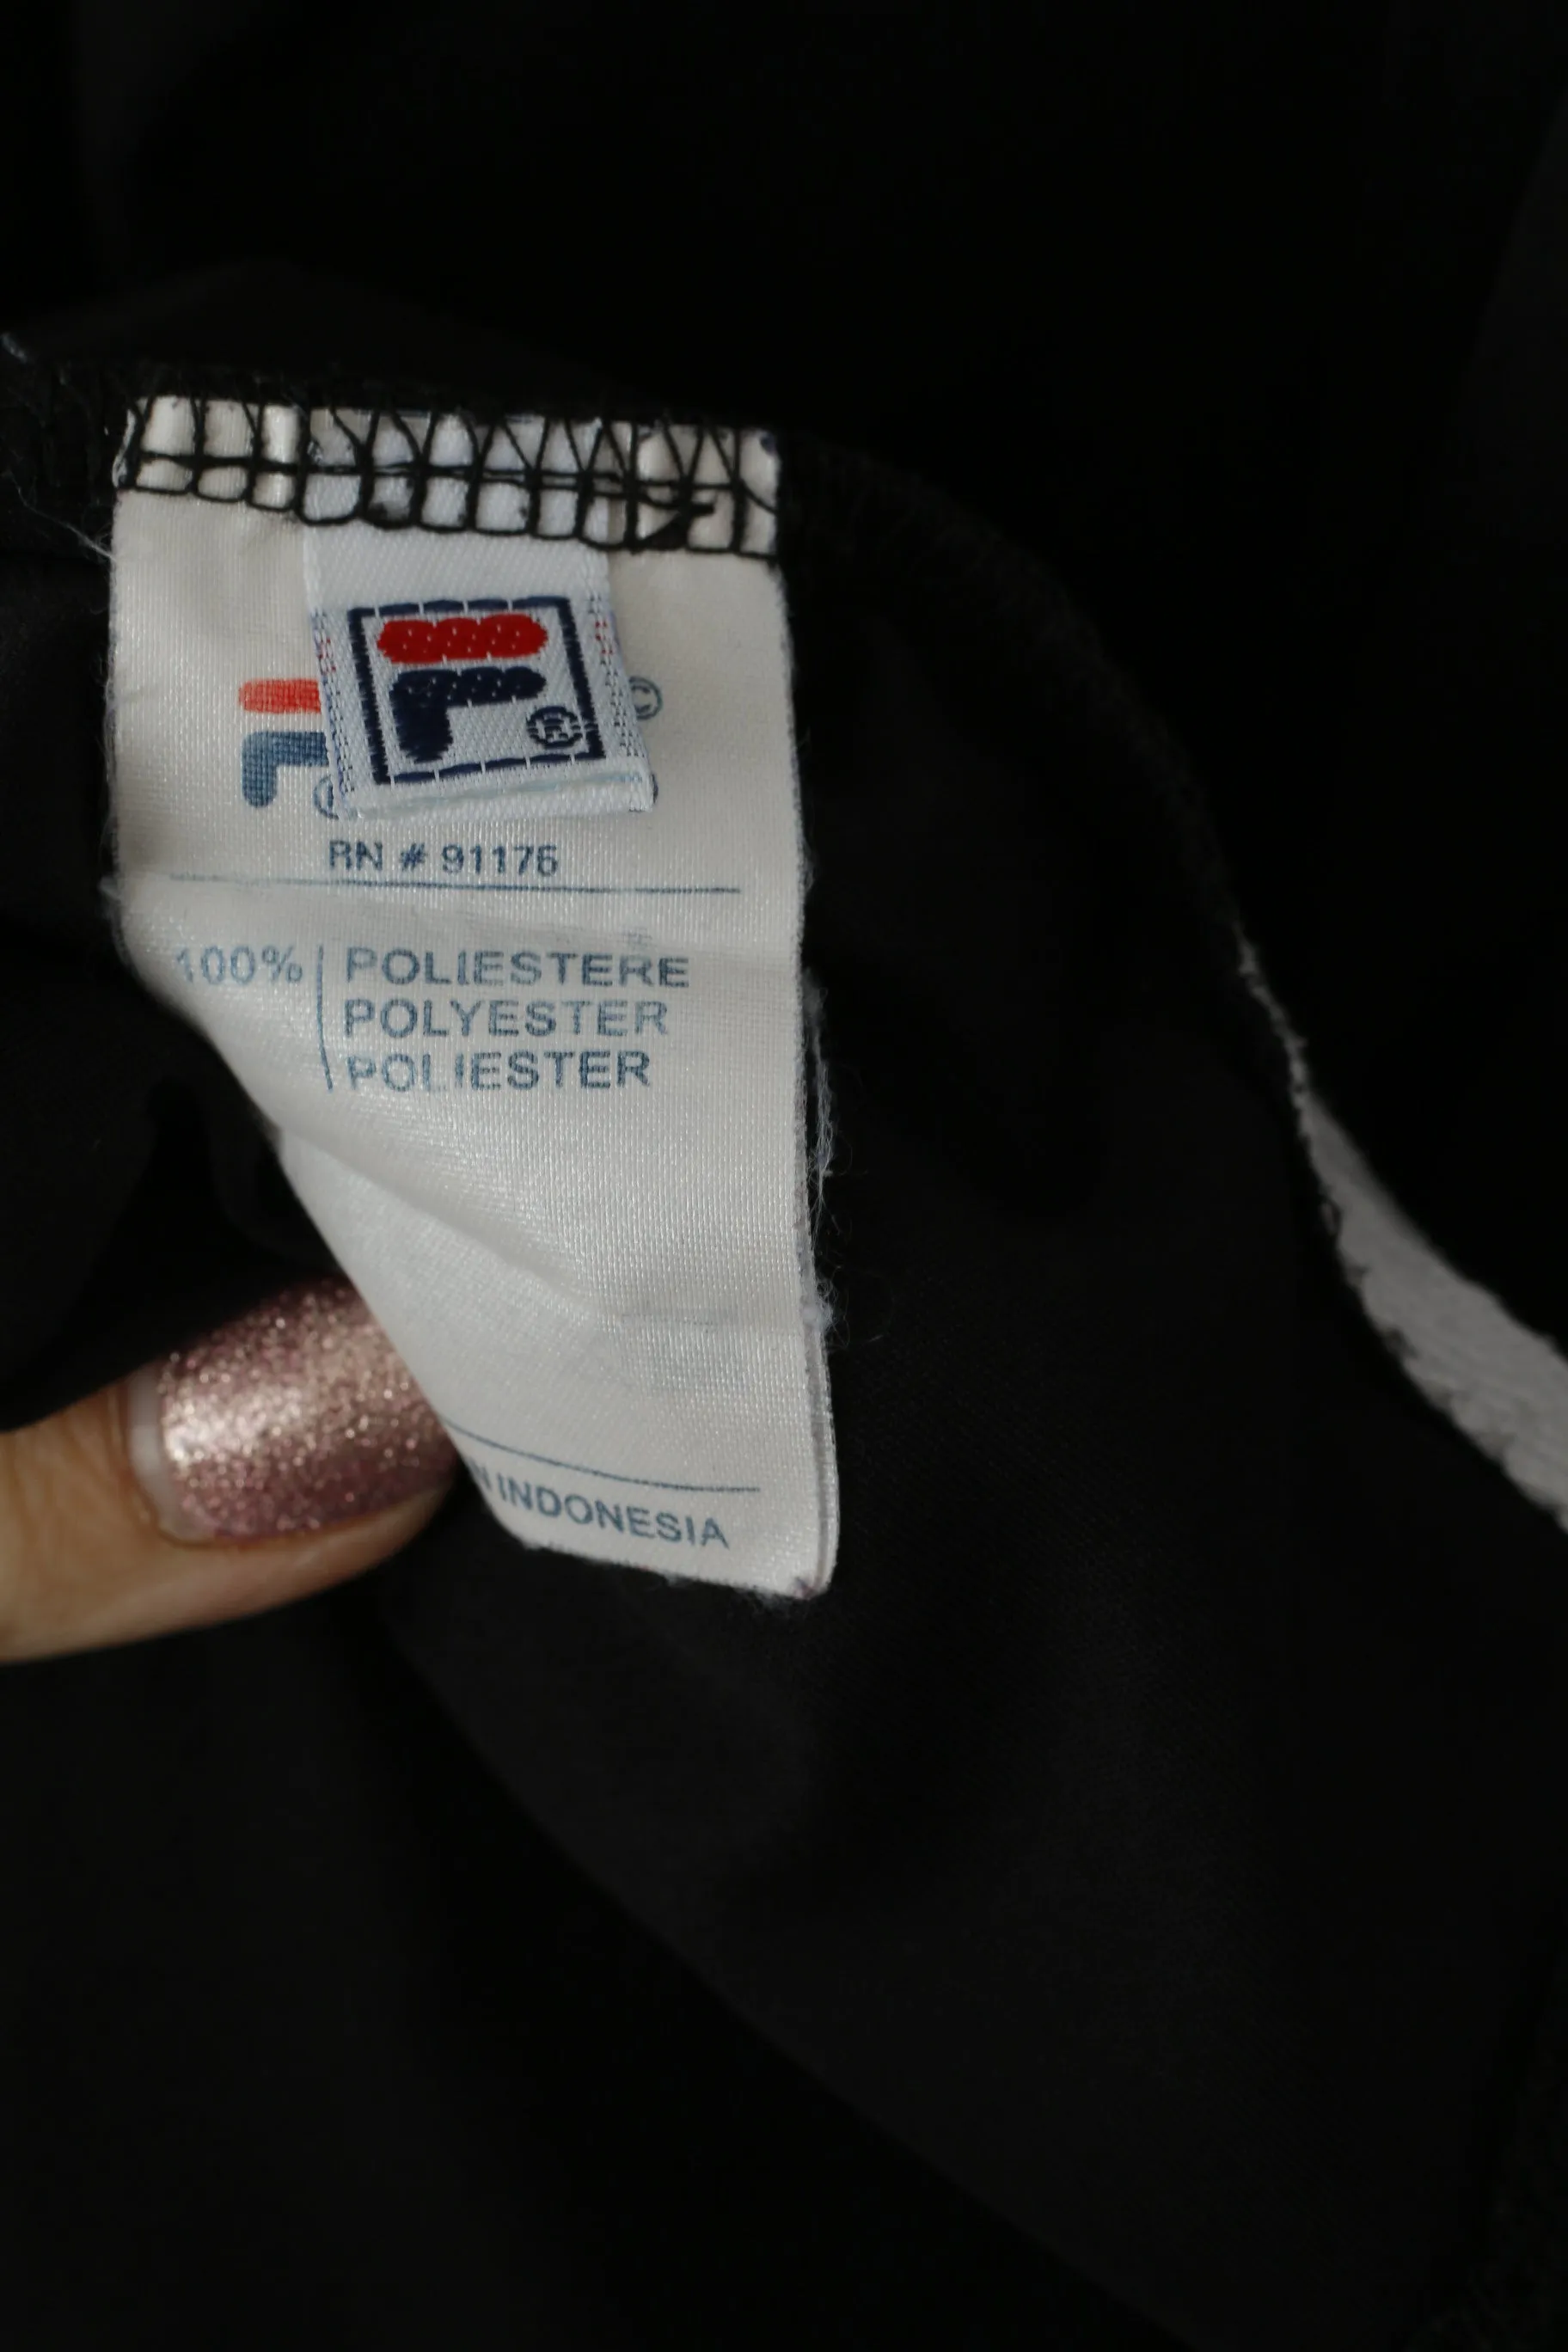 F®
©
RN # 91176
100% POLIESTERE
POLYESTER
POLIESTER
INDONESIA